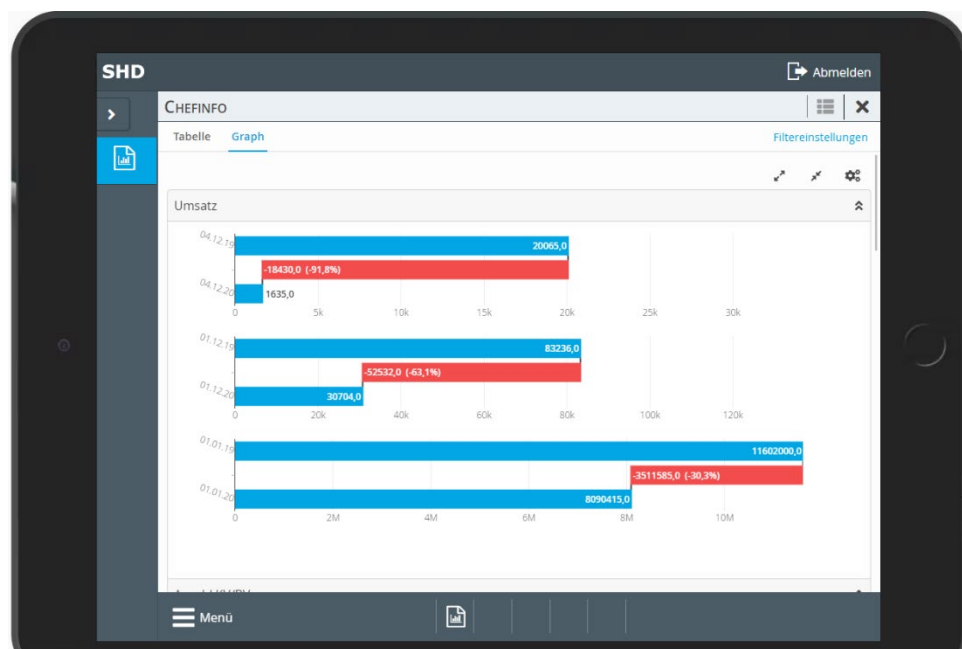 SHD
Abmelden
CHEFINFO
Tabelle Graph Filtereinstellungen
Umsatz
04.12.19
20065,0
-18430,0 (-91,8%)
04.12.20
1635,0
0 5k 10k 15k 20k 25k 30k
01.12.19
83236,0
-52532,0 (-63,1%)
01.12.20
30704,0
0 20k 40k 60k 80k 100k 120k
01.01.19
11602000,0
-3511585,0 (-30,3%)
01.01.20
8090415,0
0 2M 4M 6M 8M 10M
Menü